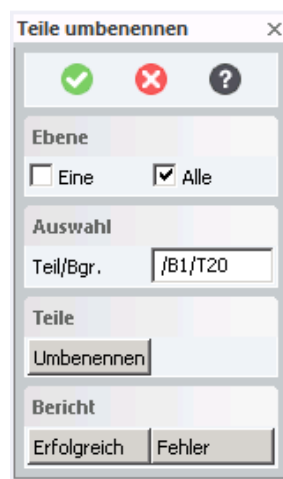 Teile umbenennen
Ebene
Eine Alle
Auswahl
Teil/Bgr. /B1/T20
Teile
Umbenennen
Bericht
Erfolgreich Fehler